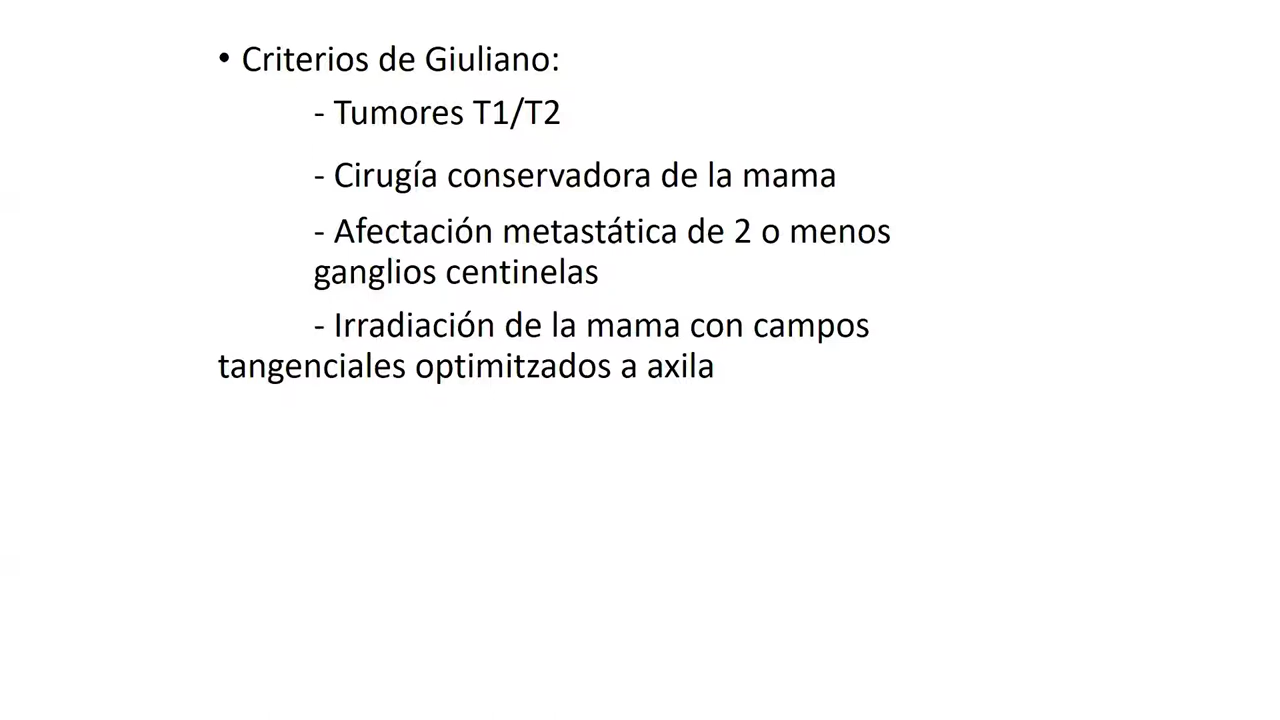 • Criterios de Giuliano:
- Tumores T1/T2
- Cirugía conservadora de la mama
- Afectación metastática de 2 o menos
ganglios centinelas
- Irradiación de la mama con campos
tangenciales optimitzados a axila